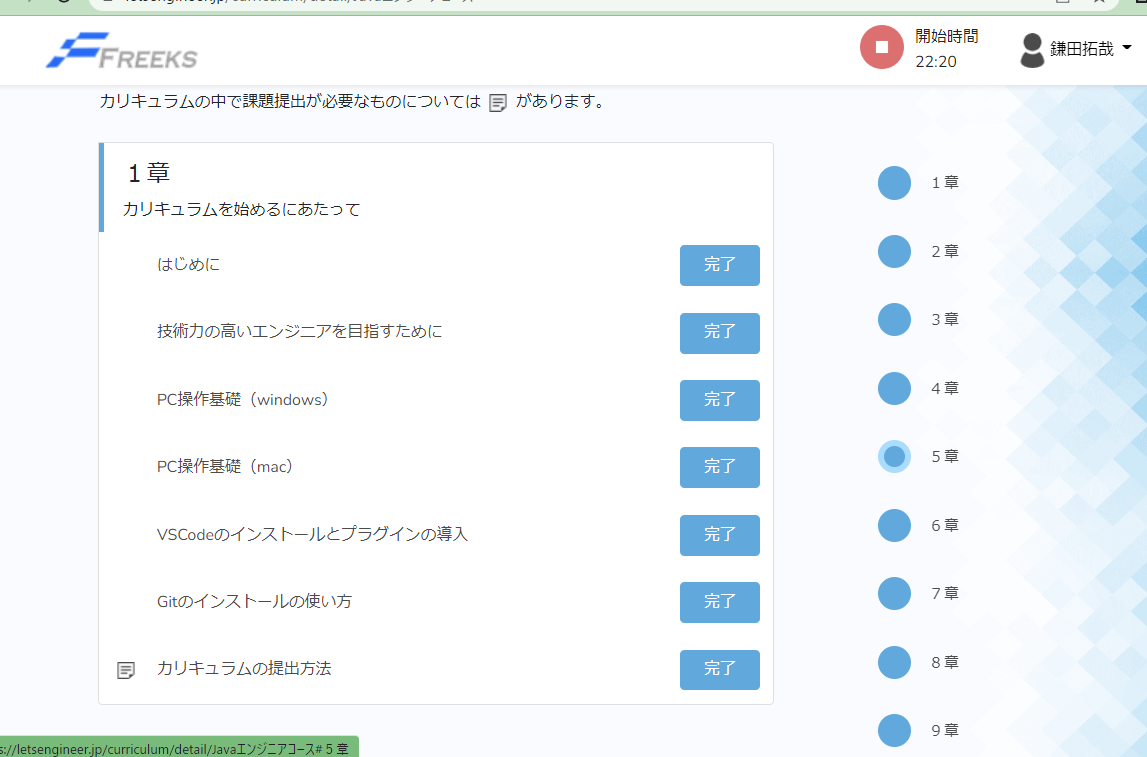 FREEKS
開始時間
22:20
鎌田拓哉
カリキュラムの中で課題提出が必要なものについては があります。
1 章
カリキュラムを始めるにあたって
はじめに 完了
技術力の高いエンジニアを目指すために 完了
PC操作基礎（windows） 完了
PC操作基礎（mac） 完了
VSCodeのインストールとプラグインの導入 完了
Gitのインストールの使い方 完了
カリキュラムの提出方法 完了
1 章
2 章
3 章
4 章
5 章
6 章
7 章
8 章
9 章
s://letsengineer.jp/curriculum/detail/Javaエンジニアコース# 5 章